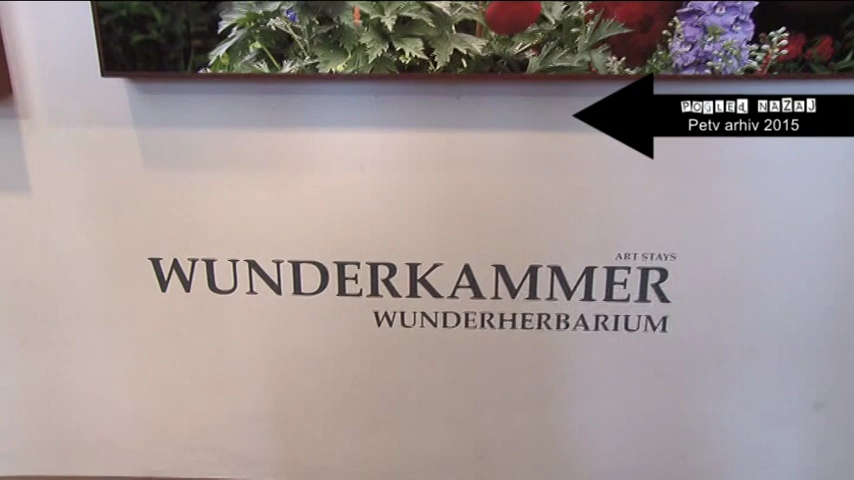 POGLED NAZAJ
Petv arhiv 2015
ART STAYS
WUNDERKAMMER
WUNDERHERBARIUM